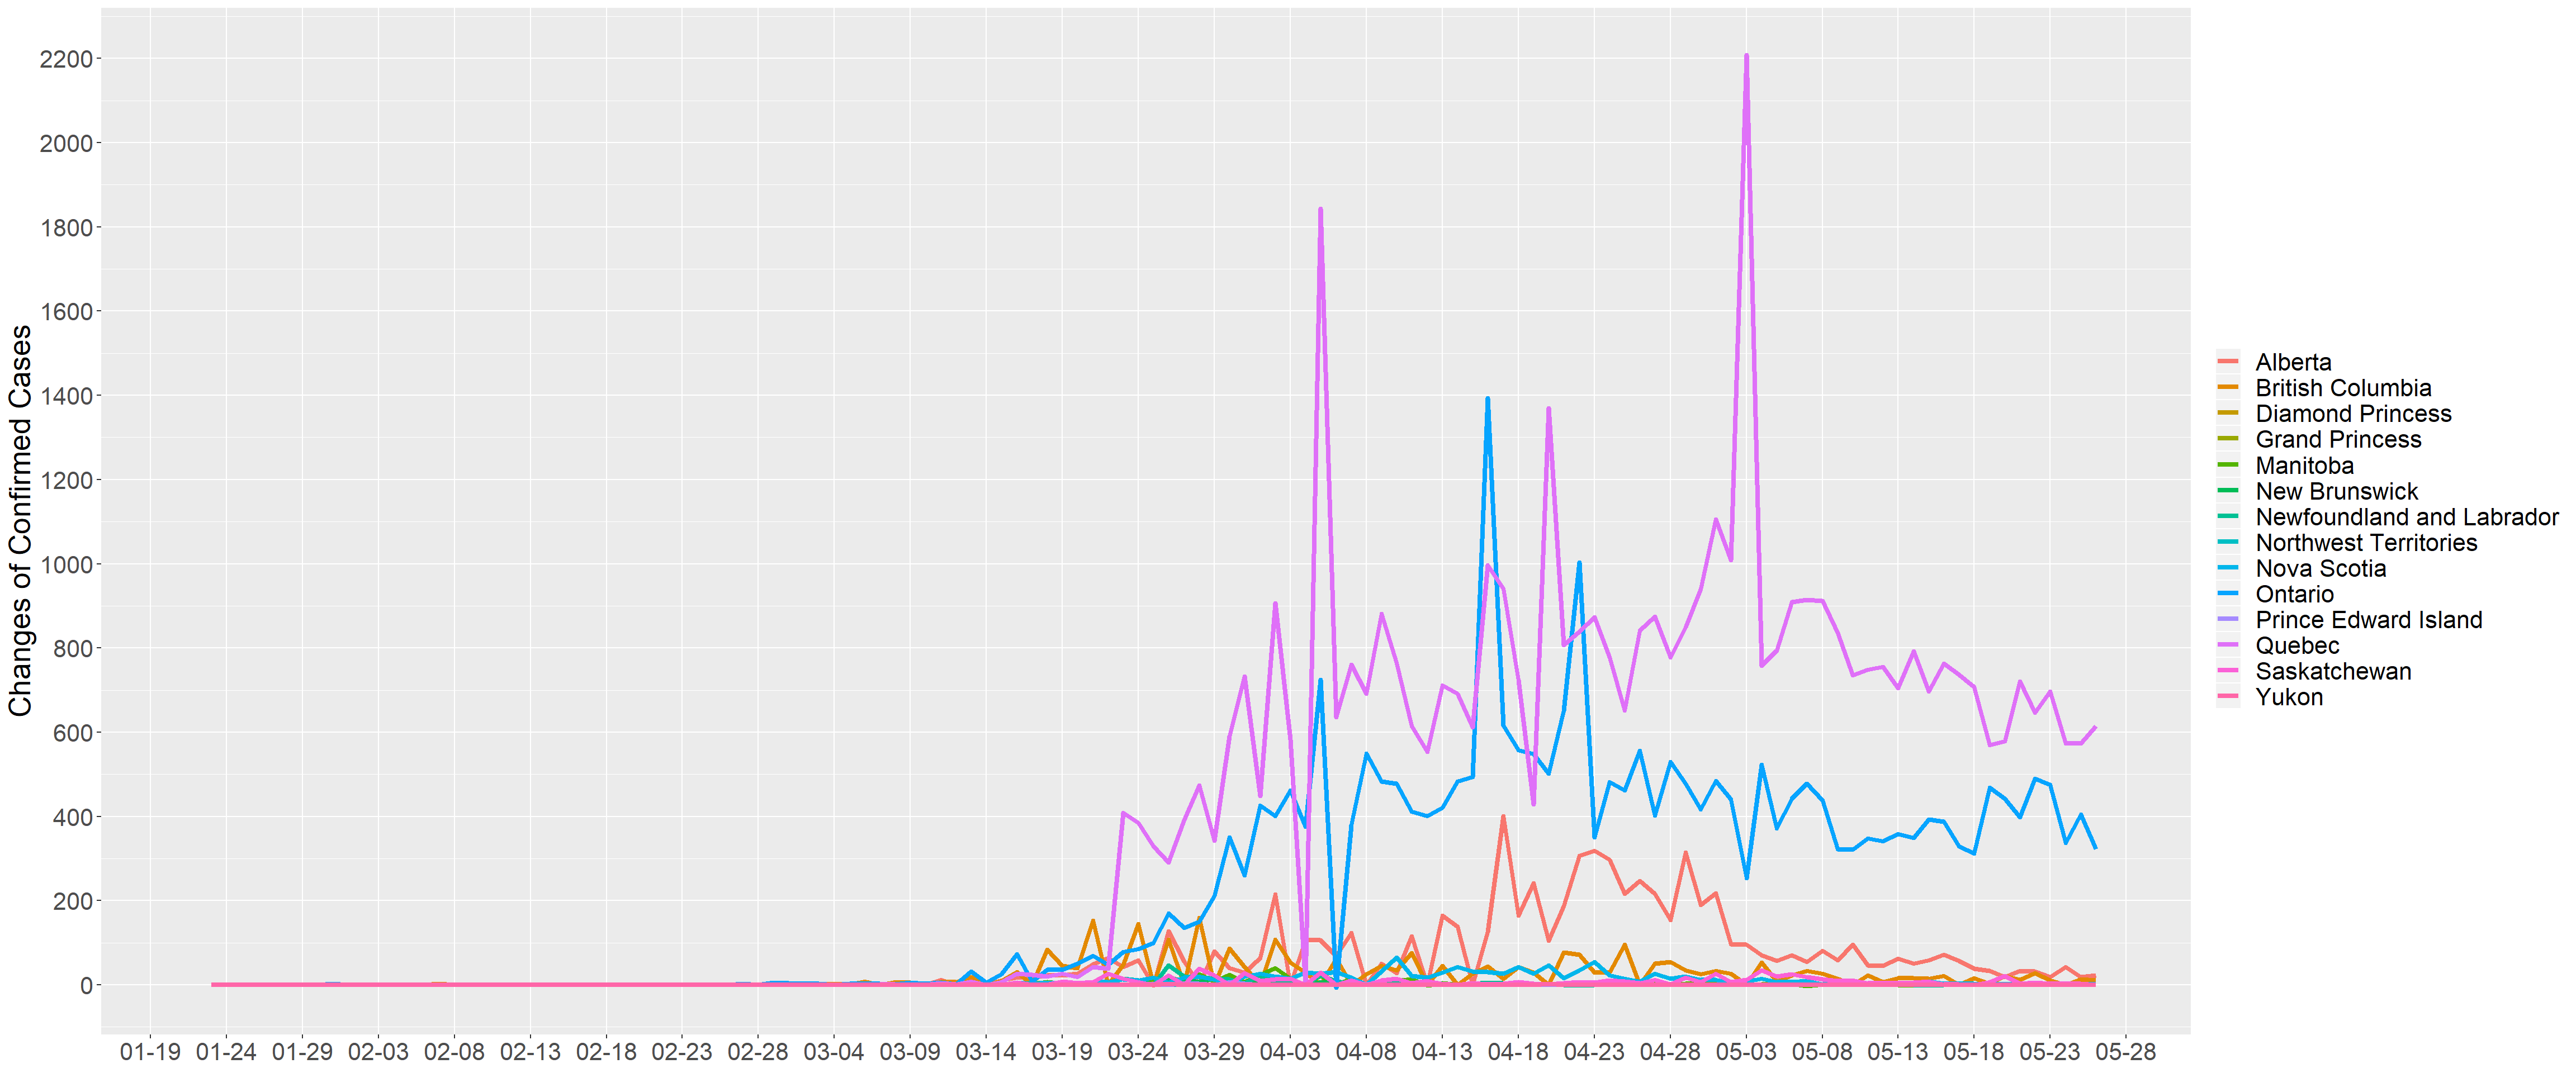 Changes of Confirmed Cases
2200
2000
1800
1600
1400
1200
1000
800
600
400
200
0
01-19 01-24 01-29 02-03 02-08 02-13 02-18 02-23 02-28 03-04 03-09 03-14 03-19 03-24 03-29 04-03 04-08 04-13 04-18 04-23 04-28 05-03 05-08 05-13 05-18 05-23 05-28
Alberta
British Columbia
Diamond Princess
Grand Princess
Manitoba
New Brunswick
Newfoundland and Labrador
Northwest Territories
Nova Scotia
Ontario
Prince Edward Island
Quebec
Saskatchewan
Yukon